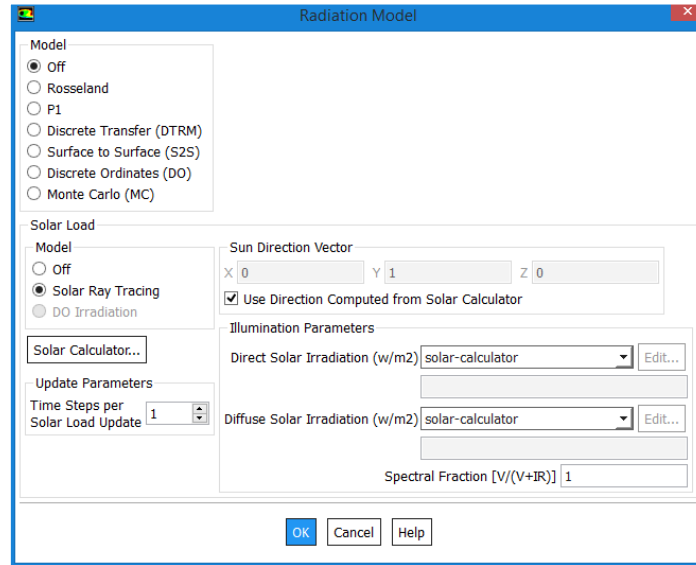 Radiation Model
Model
Off
Rosseland
P1
Discrete Transfer (DTRM)
Surface to Surface (S2S)
Discrete Ordinates (DO)
Monte Carlo (MC)
Solar Load
Model
Off
Solar Ray Tracing
DO Irradiation
Solar Calculator...
Update Parameters
Time Steps per
Solar Load Update 1
Sun Direction Vector
X 0 Y 1 Z 0
Use Direction Computed from Solar Calculator
Illumination Parameters
Direct Solar Irradiation (w/m2) solar-calculator Edit...
Diffuse Solar Irradiation (w/m2) solar-calculator Edit...
Spectral Fraction [V/(V+IR)] 1
OK Cancel Help